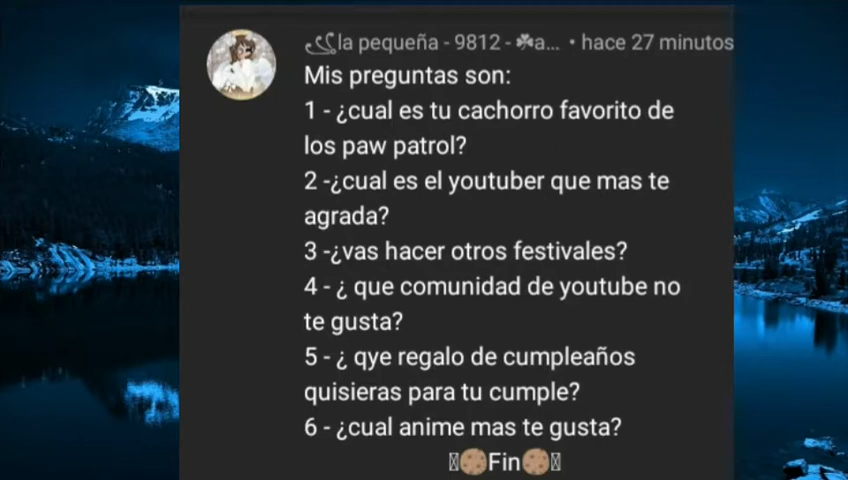 la pequeña - 9812 - ☘a... • hace 27 minutos
Mis preguntas son:
1 - ¿cual es tu cachorro favorito de
los paw patrol?
2 -¿cual es el youtuber que mas te
agrada?
3 -¿vas hacer otros festivales?
4 - ¿ que comunidad de youtube no
te gusta?
5 - ¿ qye regalo de cumpleaños
quisieras para tu cumple?
6 - ¿cual anime mas te gusta?
🍪Fin🍪